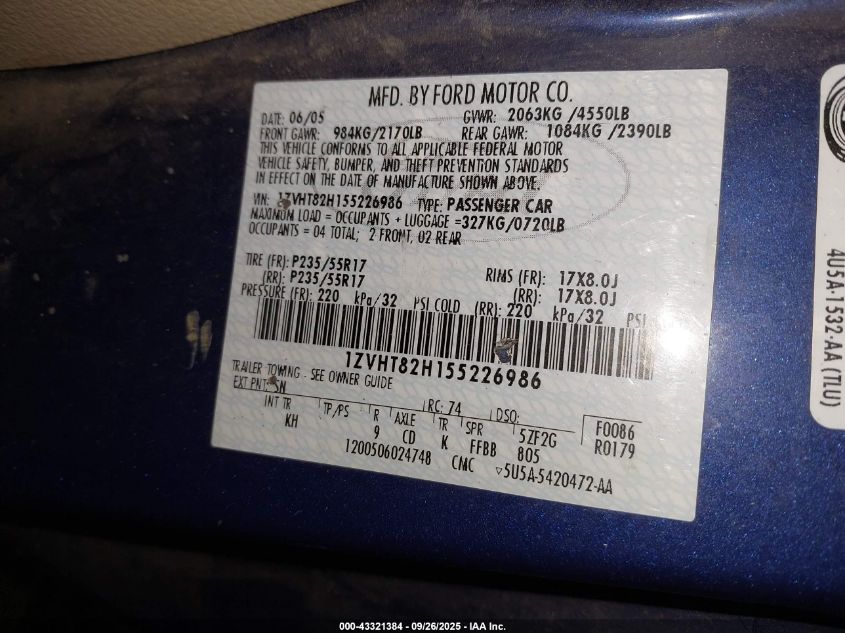 MFD. BY FORD MOTOR CO.
DATE: 06/05 GVWR: 2063KG /4550LB
FRONT GAWR: 984KG/2170LB REAR GAWR: 1084KG /2390LB
THIS VEHICLE CONFORMS TO ALL APPLICABLE FEDERAL MOTOR
VEHICLE SAFETY, BUMPER, AND THEFT PREVENTION STANDARDS
IN EFFECT ON THE DATE OF MANUFACTURE SHOWN ABOVE.
VIN: 1ZVHT82H155226986 TYPE: PASSENGER CAR
MAXIMUM LOAD = OCCUPANTS + LUGGAGE =327KG/0720LB
OCCUPANTS = 04 TOTAL; 2 FRONT, 02 REAR
TIRE (FR): P235/55R17 RIMS (FR): 17X8.0J
(RR): P235/55R17 (RR): 17X8.0J
PRESSURE (FR): 220 kPa/32 PSI COLD (RR): 220 kPa/32 PSI
1ZVHT82H155226986
TRAILER TOWING - SEE OWNER GUIDE
EXT PNT: SN RC: 74 DSO:
INT TR TP/PS R AXLE TR SPR 5ZF2G F0086
KH 9 CD K FFBB 805 R0179
1200506024748 CMC ▽5U5A-5420472-AA
4U5A-1532-AA (TLU)
000-43321384 - 09/26/2025 - IAA Inc.